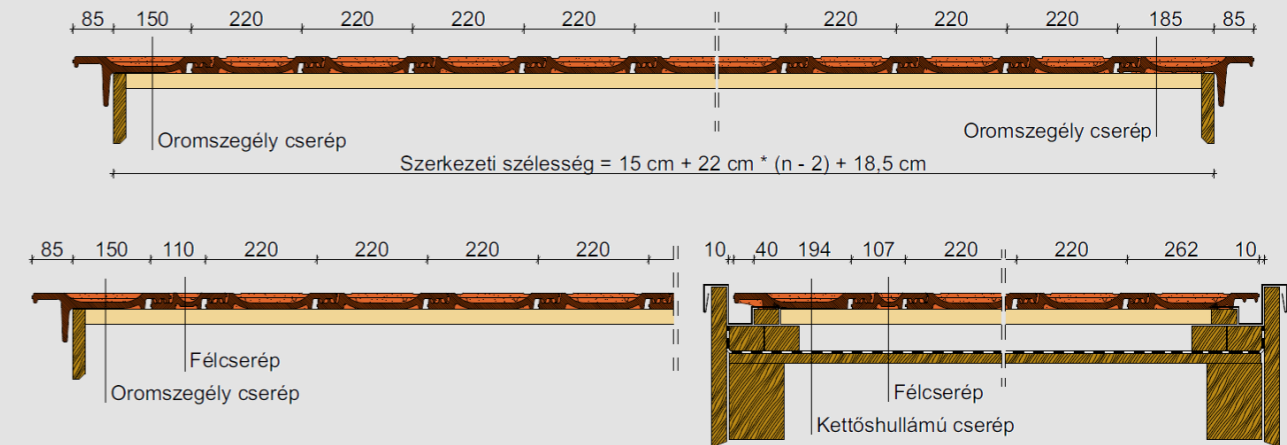 85 150 220 220 220 220 220 220 220 185 85
Oromszegély cserép
Oromszegély cserép
Szerkezeti szélesség = 15 cm + 22 cm * (n - 2) + 18,5 cm
85 150 110 220 220 220 220
Félcserép
Oromszegély cserép
10 40 194 107 220 220 262 10
Félcserép
Kettőshullámú cserép